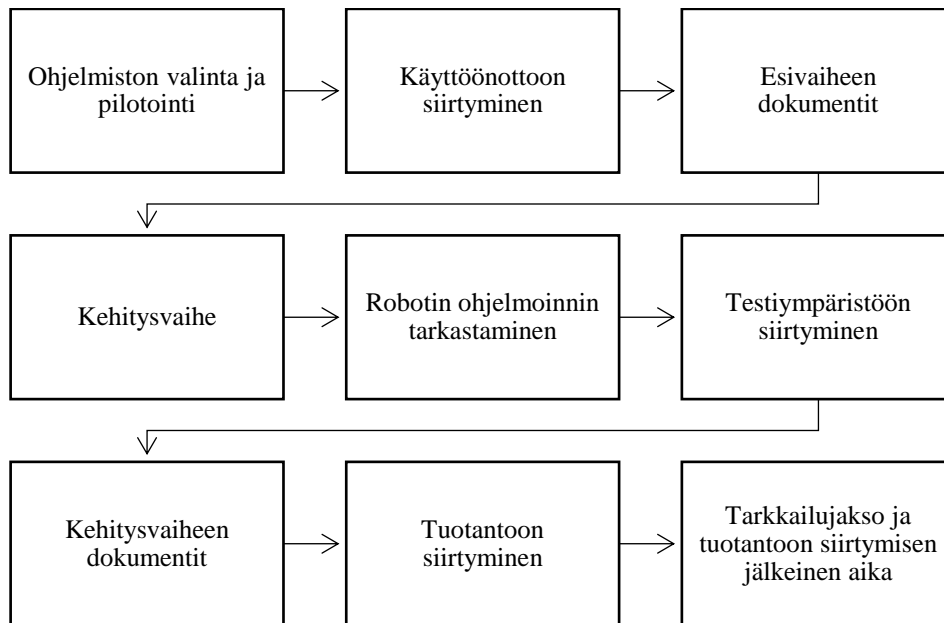 Ohjelmiston valinta ja
pilotointi
Käyttöönottoon
siirtyminen
Esivaiheen
dokumentit
Kehitysvaihe
Robotin ohjelmoinnin
tarkastaminen
Testiympäristöön
siirtyminen
Kehitysvaiheen
dokumentit
Tuotantoon
siirtyminen
Tarkkailujakso ja
tuotantoon siirtymisen
jälkeinen aika